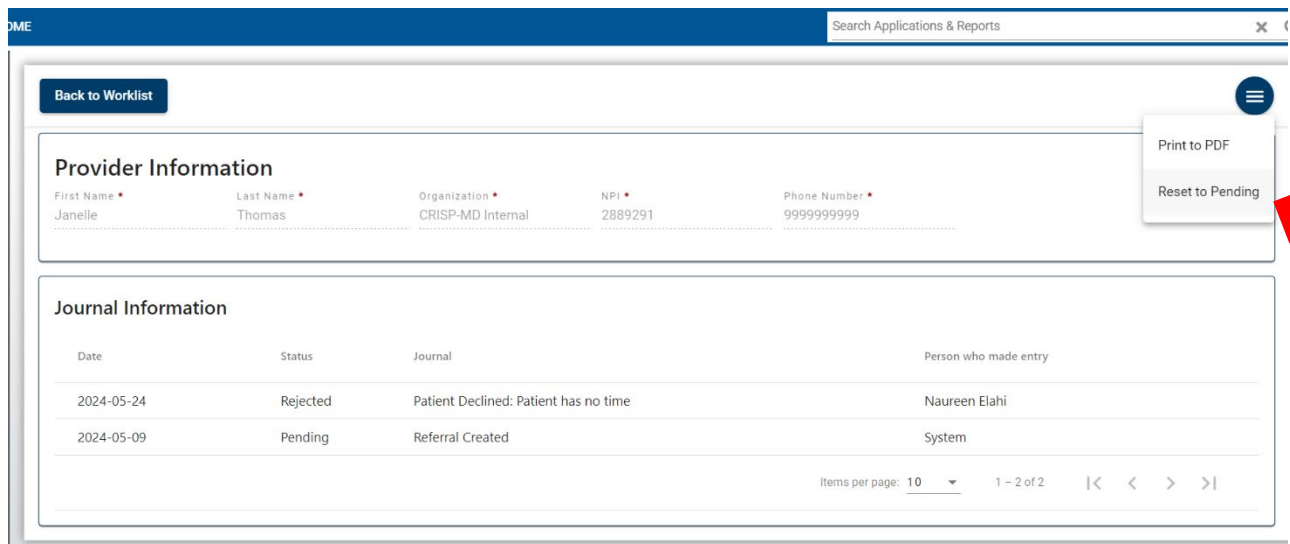 OME
Search Applications & Reports
Back to Worklist
Print to PDF
Reset to Pending
Provider Information
First Name * Last Name * Organization * NPI * Phone Number *
Janelle Thomas CRISP-MD Internal 2889291 9999999999
Journal Information
Date Status Journal Person who made entry
2024-05-24 Rejected Patient Declined: Patient has no time Naureen Elahi
2024-05-09 Pending Referral Created System
Items per page: 10 1 – 2 of 2